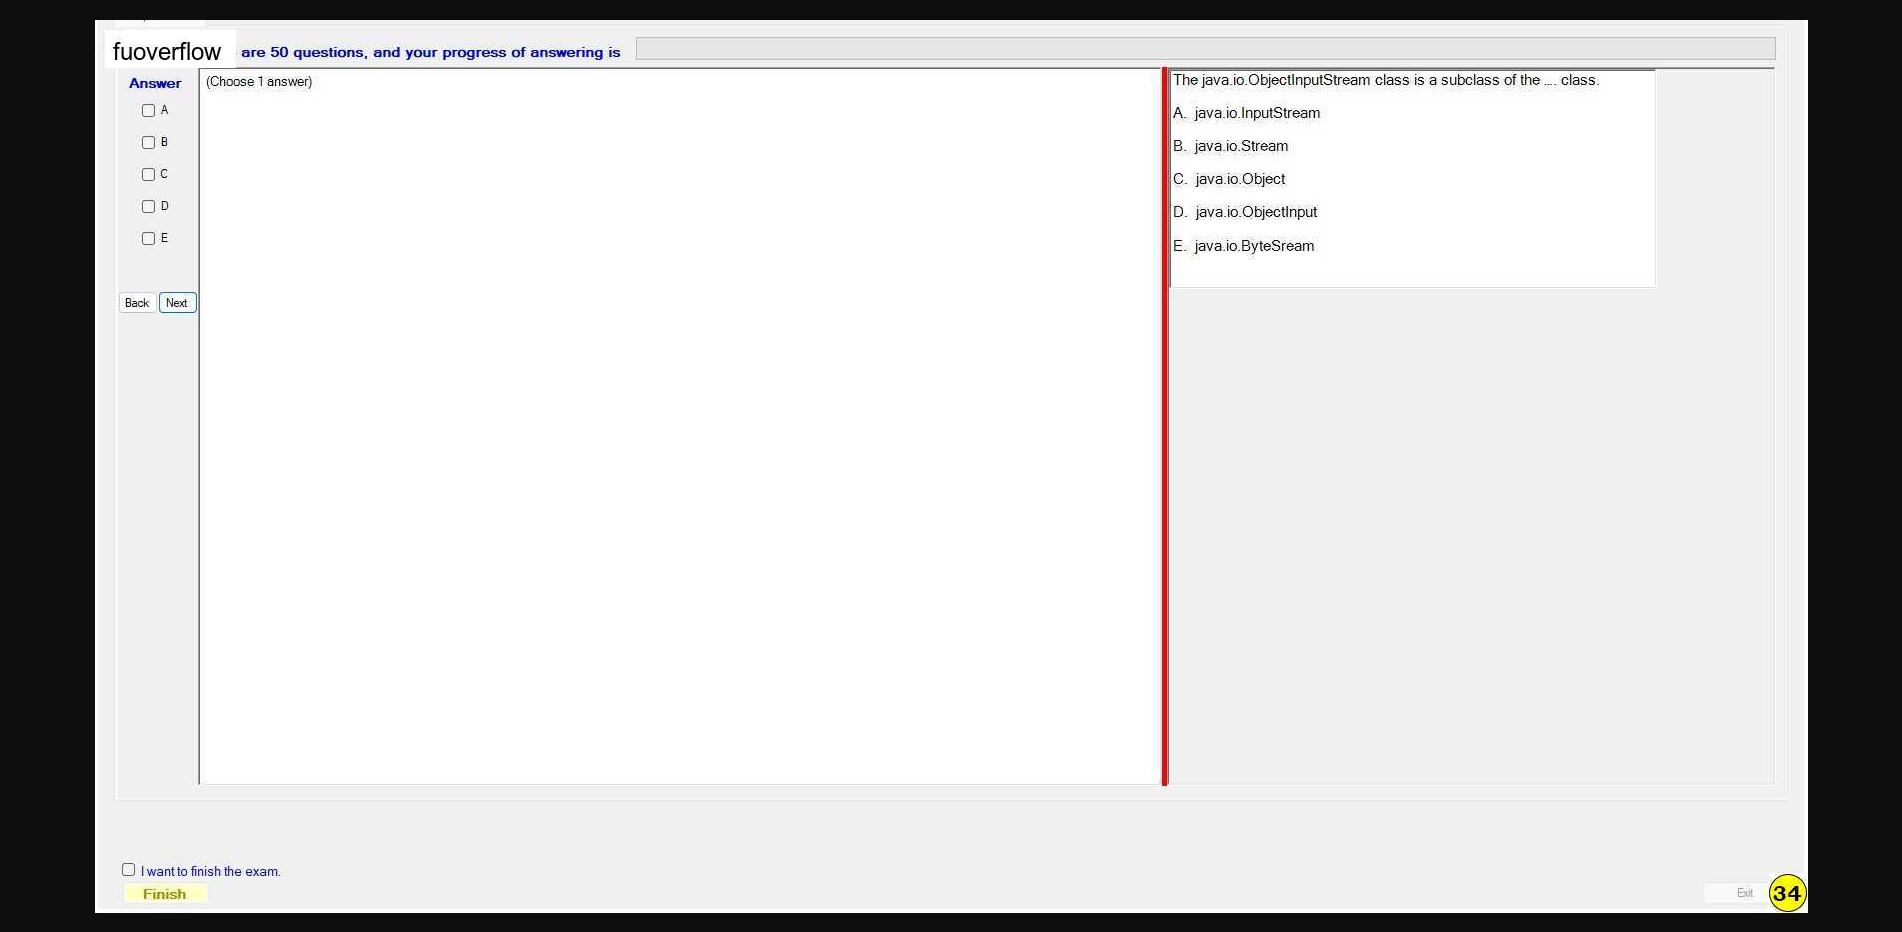 fuoverflow are 50 questions, and your progress of answering is
Answer
(Choose 1 answer)
A
B
C
D
E
Back Next
The java.io.ObjectInputStream class is a subclass of the .... class.
A. java.io.InputStream
B. java.io.Stream
C. java.io.Object
D. java.io.ObjectInput
E. java.io.ByteSream
I want to finish the exam.
Finish
Exit
34